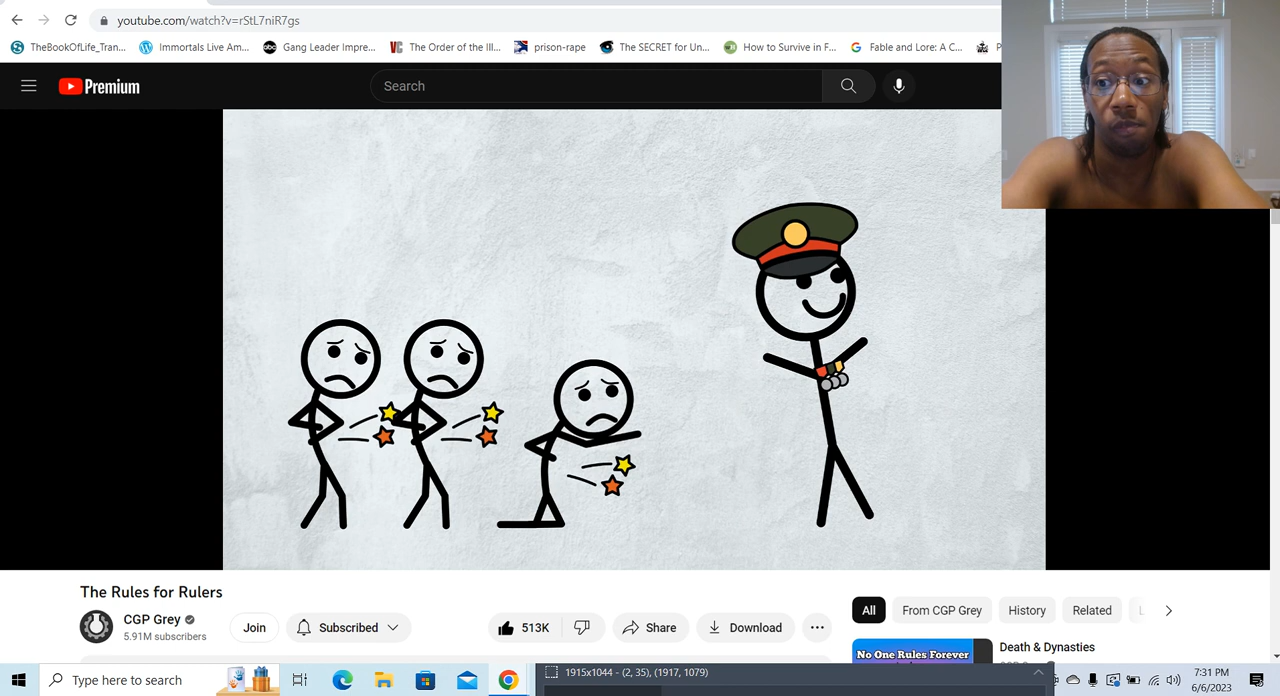 youtube.com/watch?v=rStL7niR7gs
TheBookOfLife_Tran... Immortals Live Am... abc Gang Leader Impre... VC The Order of the Ill... prison-rape The SECRET for Un... How to Survive in F... G Fable and Lore: A C... P
Premium
Search
The Rules for Rulers
CGP Grey
5.91M subscribers
Join
Subscribed
513K
Share
Download
All
From CGP Grey
History
Related
No One Rules Forever
Death & Dynasties
Type here to search
1915x1044 - (2, 35), (1917, 1079)
7:31 PM
6/6/2023